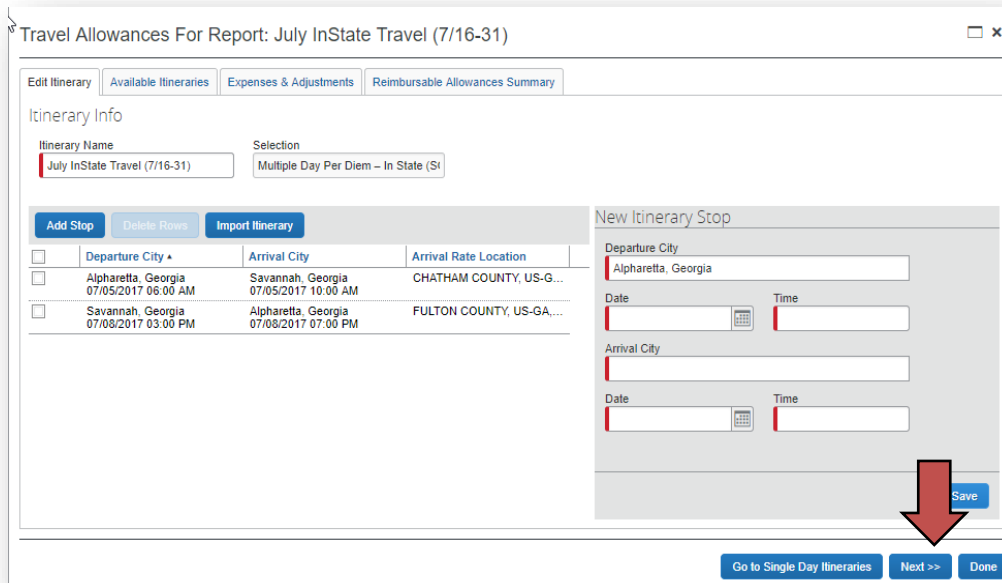 Travel Allowances For Report: July InState Travel (7/16-31)
Edit Itinerary Available Itineraries Expenses & Adjustments Reimbursable Allowances Summary
Itinerary Info
Itinerary Name Selection
July InState Travel (7/16-31) Multiple Day Per Diem – In State (S
Add Stop Delete Rows Import Itinerary
Departure City Arrival City Arrival Rate Location
Alpharetta, Georgia Savannah, Georgia CHATHAM COUNTY, US-G...
07/05/2017 06:00 AM 07/05/2017 10:00 AM
Savannah, Georgia Alpharetta, Georgia FULTON COUNTY, US-GA,...
07/08/2017 03:00 PM 07/08/2017 07:00 PM
New Itinerary Stop
Departure City
Alpharetta, Georgia
Date Time
Arrival City
Date Time
Save
Go to Single Day Itineraries Next >> Done